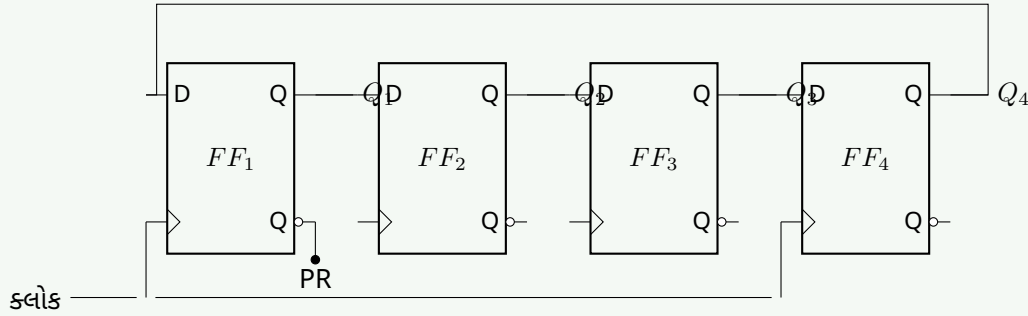 D Q Q₁ D Q Q₂ D Q Q₃ D Q Q₄
FF₁ FF₂ FF₃ FF₄
Q Q Q Q
PR
ક્લોક